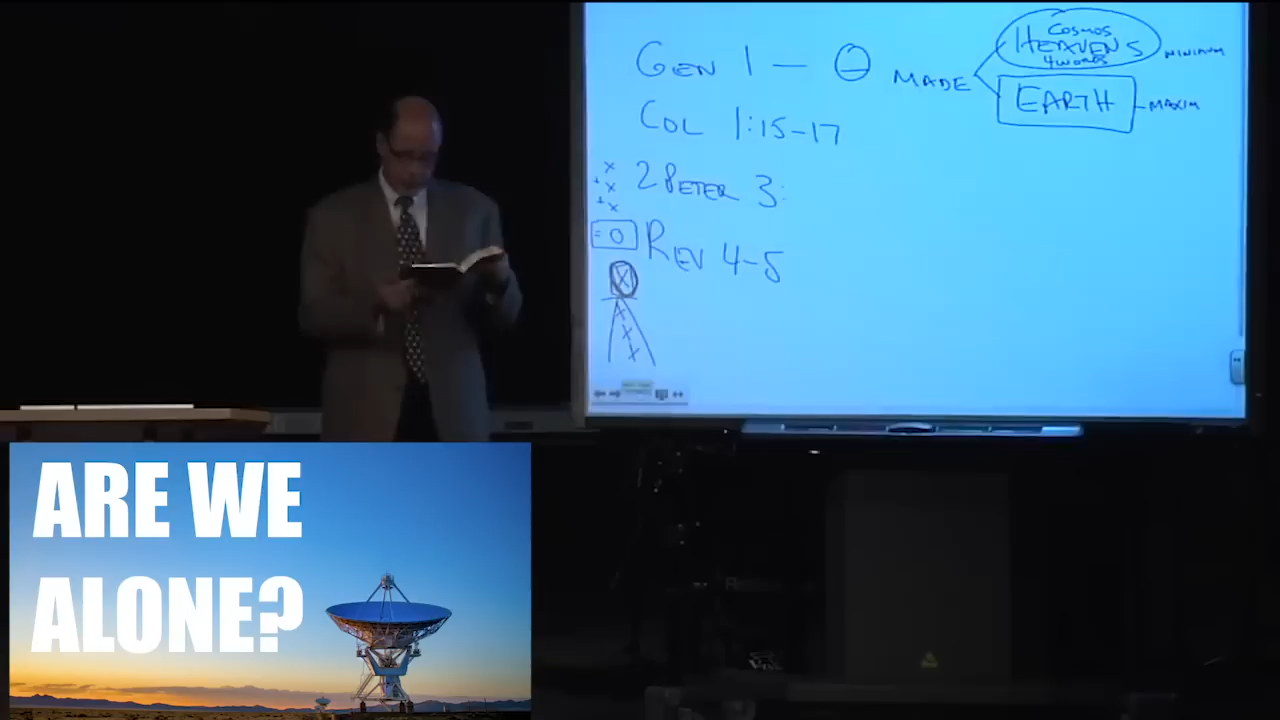 GEN 1 — Θ MADE
COSMOS
HEAVENS
4 WORDS
MINIMUM
EARTH
MAXIM
COL 1:15-17
2 PETER 3:
REV 4-5
= 0
ARE WE
ALONE?